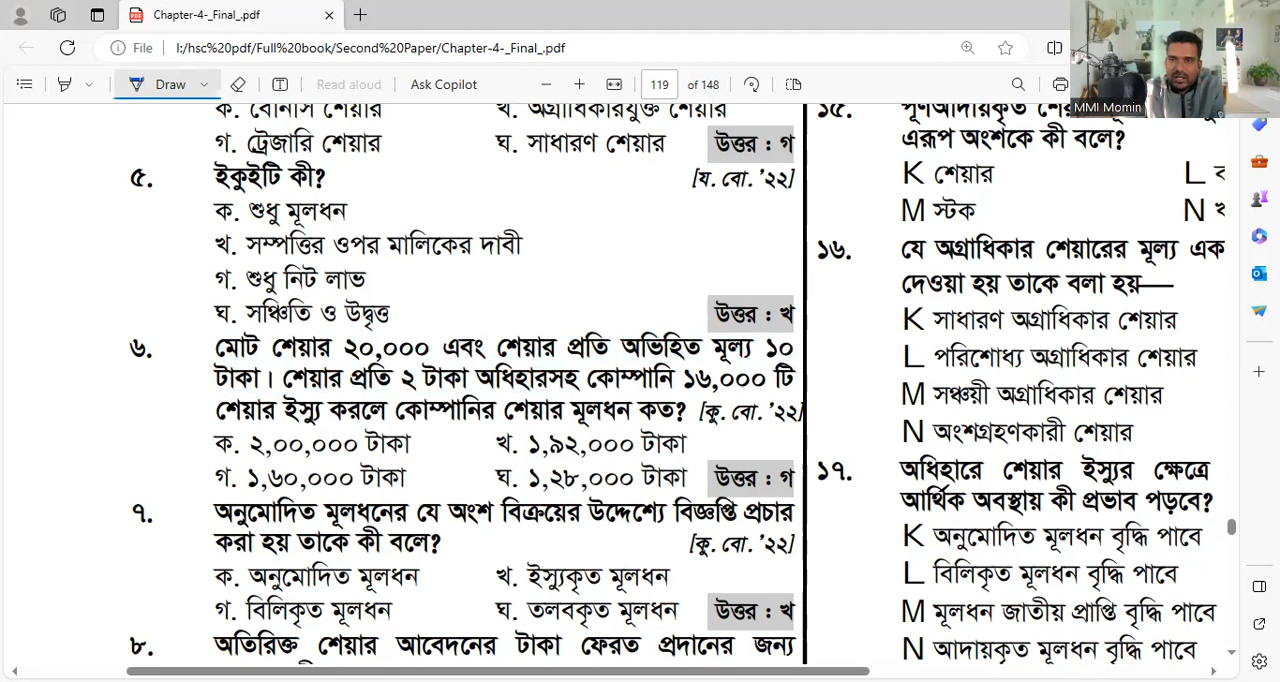 Chapter-4-_Final_.pdf
File
I:/hsc%20pdf/Full%20book/Second%20Paper/Chapter-4-_Final_.pdf
Draw
Read aloud
Ask Copilot
119 of 148
MMI Momin
ক. বোনাস শেয়ার খ. অগ্রাধিকারযুক্ত শেয়ার
গ. ট্রেজারি শেয়ার ঘ. সাধারণ শেয়ার উত্তর : গ
৫. ইকুইটি কী? [য. বো. '২২]
ক. শুধু মূলধন
খ. সম্পত্তির ওপর মালিকের দাবী
গ. শুধু নিট লাভ
ঘ. সঞ্চিতি ও উদ্বৃত্ত উত্তর : খ
৬. মোট শেয়ার ২০,০০০ এবং শেয়ার প্রতি অভিহিত মূল্য ১০
টাকা। শেয়ার প্রতি ২ টাকা অধিহারসহ কোম্পানি ১৬,০০০ টি
শেয়ার ইস্যু করলে কোম্পানির শেয়ার মূলধন কত? [কু. বো. '২২]
ক. ২,০০,০০০ টাকা খ. ১,৯২,০০০ টাকা
গ. ১,৬০,০০০ টাকা ঘ. ১,২৮,০০০ টাকা উত্তর : গ
৭. অনুমোদিত মূলধনের যে অংশ বিক্রয়ের উদ্দেশ্যে বিজ্ঞপ্তি প্রচার
করা হয় তাকে কী বলে? [কু. বো. '২২]
ক. অনুমোদিত মূলধন খ. ইস্যুকৃত মূলধন
গ. বিলিকৃত মূলধন ঘ. তলবকৃত মূলধন উত্তর : খ
৮. অতিরিক্ত শেয়ার আবেদনের টাকা ফেরত প্রদানের জন্য
১৫. পূর্ণআদায়কৃত
এরূপ অংশকে কী বলে?
K শেয়ার L
M স্টক N
১৬. যে অগ্রাধিকার শেয়ারের মূল্য এক
দেওয়া হয় তাকে বলা হয়—
K সাধারণ অগ্রাধিকার শেয়ার
L পরিশোধ্য অগ্রাধিকার শেয়ার
M সঞ্চয়ী অগ্রাধিকার শেয়ার
N অংশগ্রহণকারী শেয়ার
১৭. অধিহারে শেয়ার ইস্যুর ক্ষেত্রে
আর্থিক অবস্থায় কী প্রভাব পড়বে?
K অনুমোদিত মূলধন বৃদ্ধি পাবে
L বিলিকৃত মূলধন বৃদ্ধি পাবে
M মূলধন জাতীয় প্রাপ্তি বৃদ্ধি পাবে
N আদায়কৃত মূলধন বৃদ্ধি পাবে